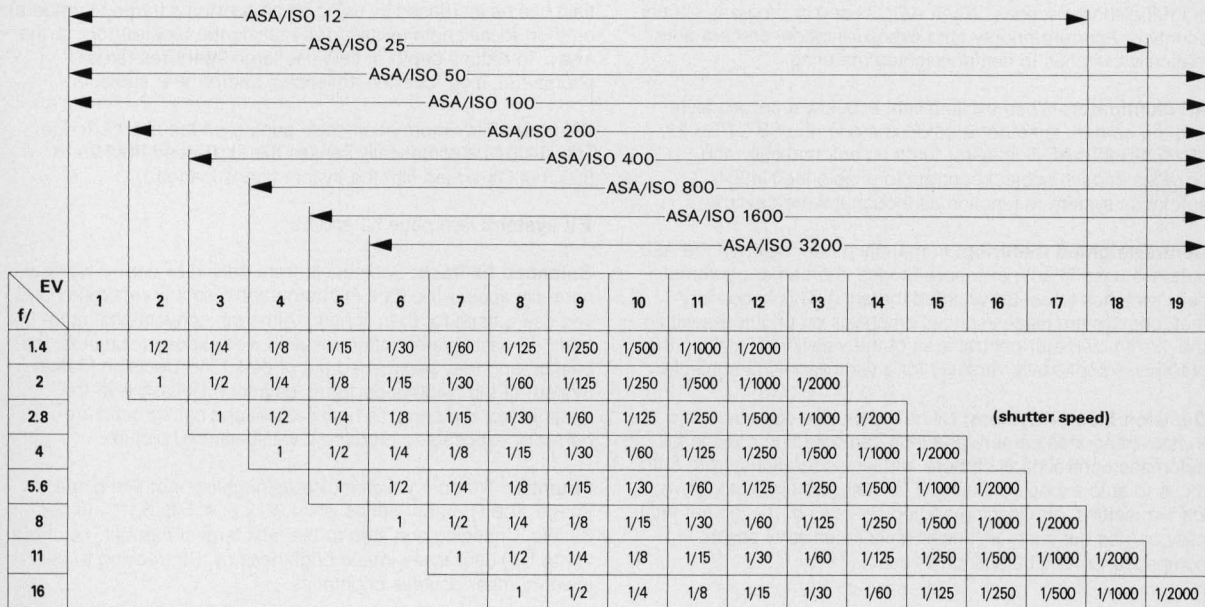 ASA/ISO 12
ASA/ISO 25
ASA/ISO 50
ASA/ISO 100
ASA/ISO 200
ASA/ISO 400
ASA/ISO 800
ASA/ISO 1600
ASA/ISO 3200
EV f/ 1 2 3 4 5 6 7 8 9 10 11 12 13 14 15 16 17 18 19
1.4 1 1/2 1/4 1/8 1/15 1/30 1/60 1/125 1/250 1/500 1/1000 1/2000
2 1 1/2 1/4 1/8 1/15 1/30 1/60 1/125 1/250 1/500 1/1000 1/2000
2.8 1 1/2 1/4 1/8 1/15 1/30 1/60 1/125 1/250 1/500 1/1000 1/2000 (shutter speed)
4 1 1/2 1/4 1/8 1/15 1/30 1/60 1/125 1/250 1/500 1/1000 1/2000
5.6 1 1/2 1/4 1/8 1/15 1/30 1/60 1/125 1/250 1/500 1/1000 1/2000
8 1 1/2 1/4 1/8 1/15 1/30 1/60 1/125 1/250 1/500 1/1000 1/2000
11 1 1/2 1/4 1/8 1/15 1/30 1/60 1/125 1/250 1/500 1/1000 1/2000
16 1 1/2 1/4 1/8 1/15 1/30 1/60 1/125 1/250 1/500 1/1000 1/2000